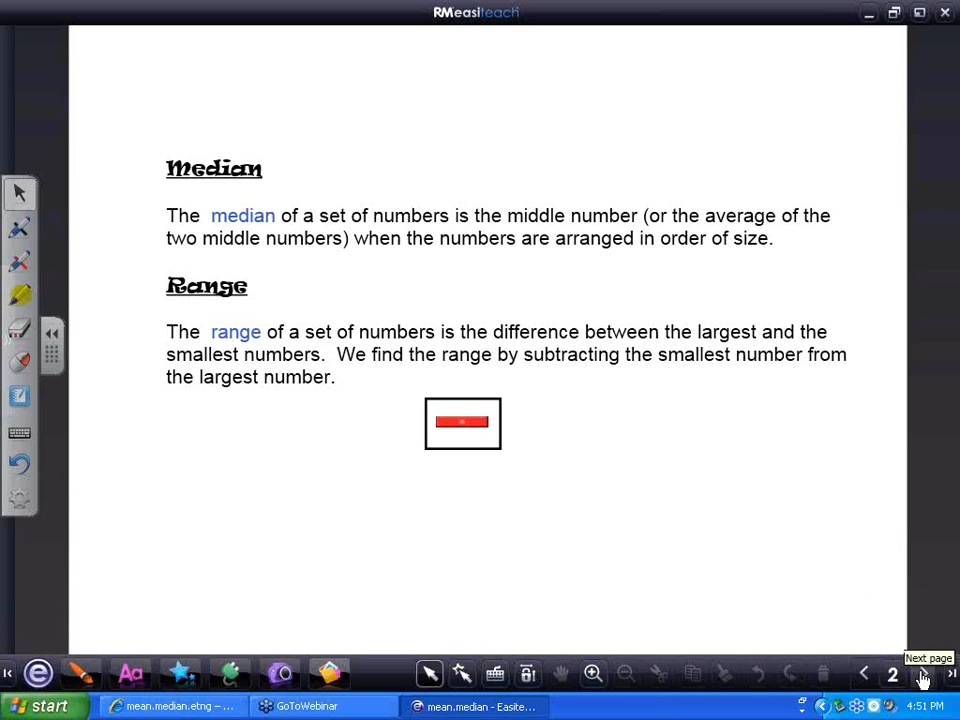 RMeasiteach
Median
The median of a set of numbers is the middle number (or the average of the
two middle numbers) when the numbers are arranged in order of size.
Range
The range of a set of numbers is the difference between the largest and the
smallest numbers. We find the range by subtracting the smallest number from
the largest number.
Next page
Aa
2
start
mean.median.etng – ...
GoToWebinar
mean.median - Easite...
4:51 PM